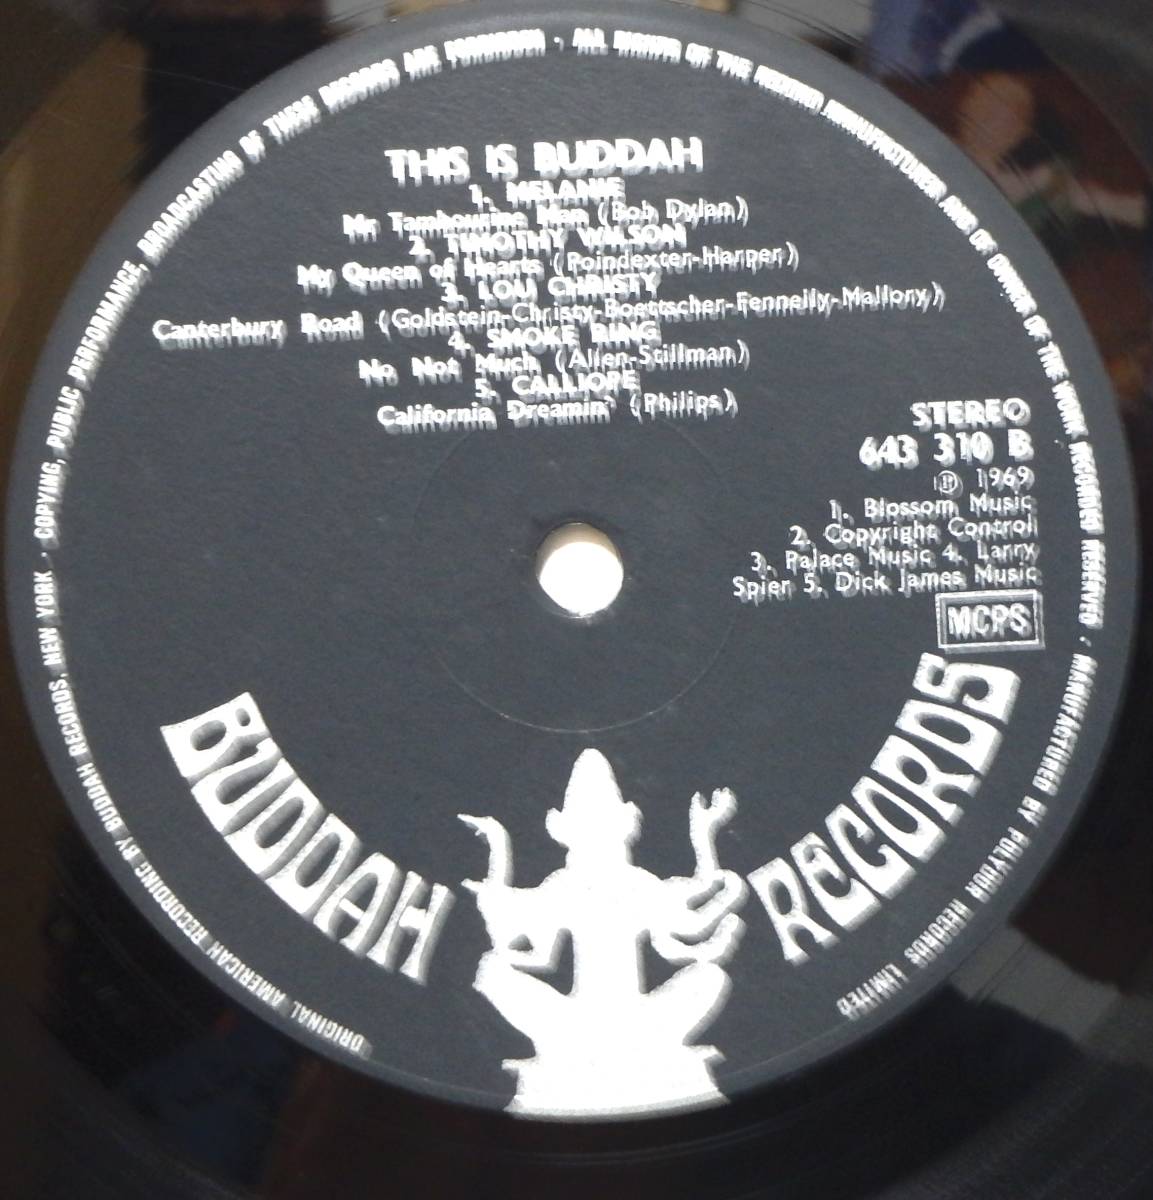 COPYING, PUBLIC PERFORMANCE, BROADCASTING OF THESE RECORDS ARE FORBIDDEN · ALL RIGHTS OF THE RECORD MANUFACTURER AND OF OWNER OF THE WORK RECORDED RESERVED · MANUFACTURED BY POLYDOR RECORDS LIMITED
THIS IS BUDDAH
1. MELANIE
Mr Tambourine Man (Bob Dylan)
2. TIMOTHY WILSON
My Queen of Hearts (Poindexter-Harper)
3. LOU CHRISTY
Canterbury Road (Goldstein-Christy-Boettscher-Fennelly-Mallory)
4. SMOKE RING
No Not Much (Allen-Stillman)
5. CALLIOPE
California Dreamin' (Philips)
STEREO
643 310 B
Ⓟ 1969
1. Blossom Music
2. Copyright Control
3. Palace Music 4. Larry
Spier 5. Dick James Music
MCPS
BUDDAH RECORDS
ORIGINAL AMERICAN RECORDING BY BUDDAH RECORDS, NEW YORK ·